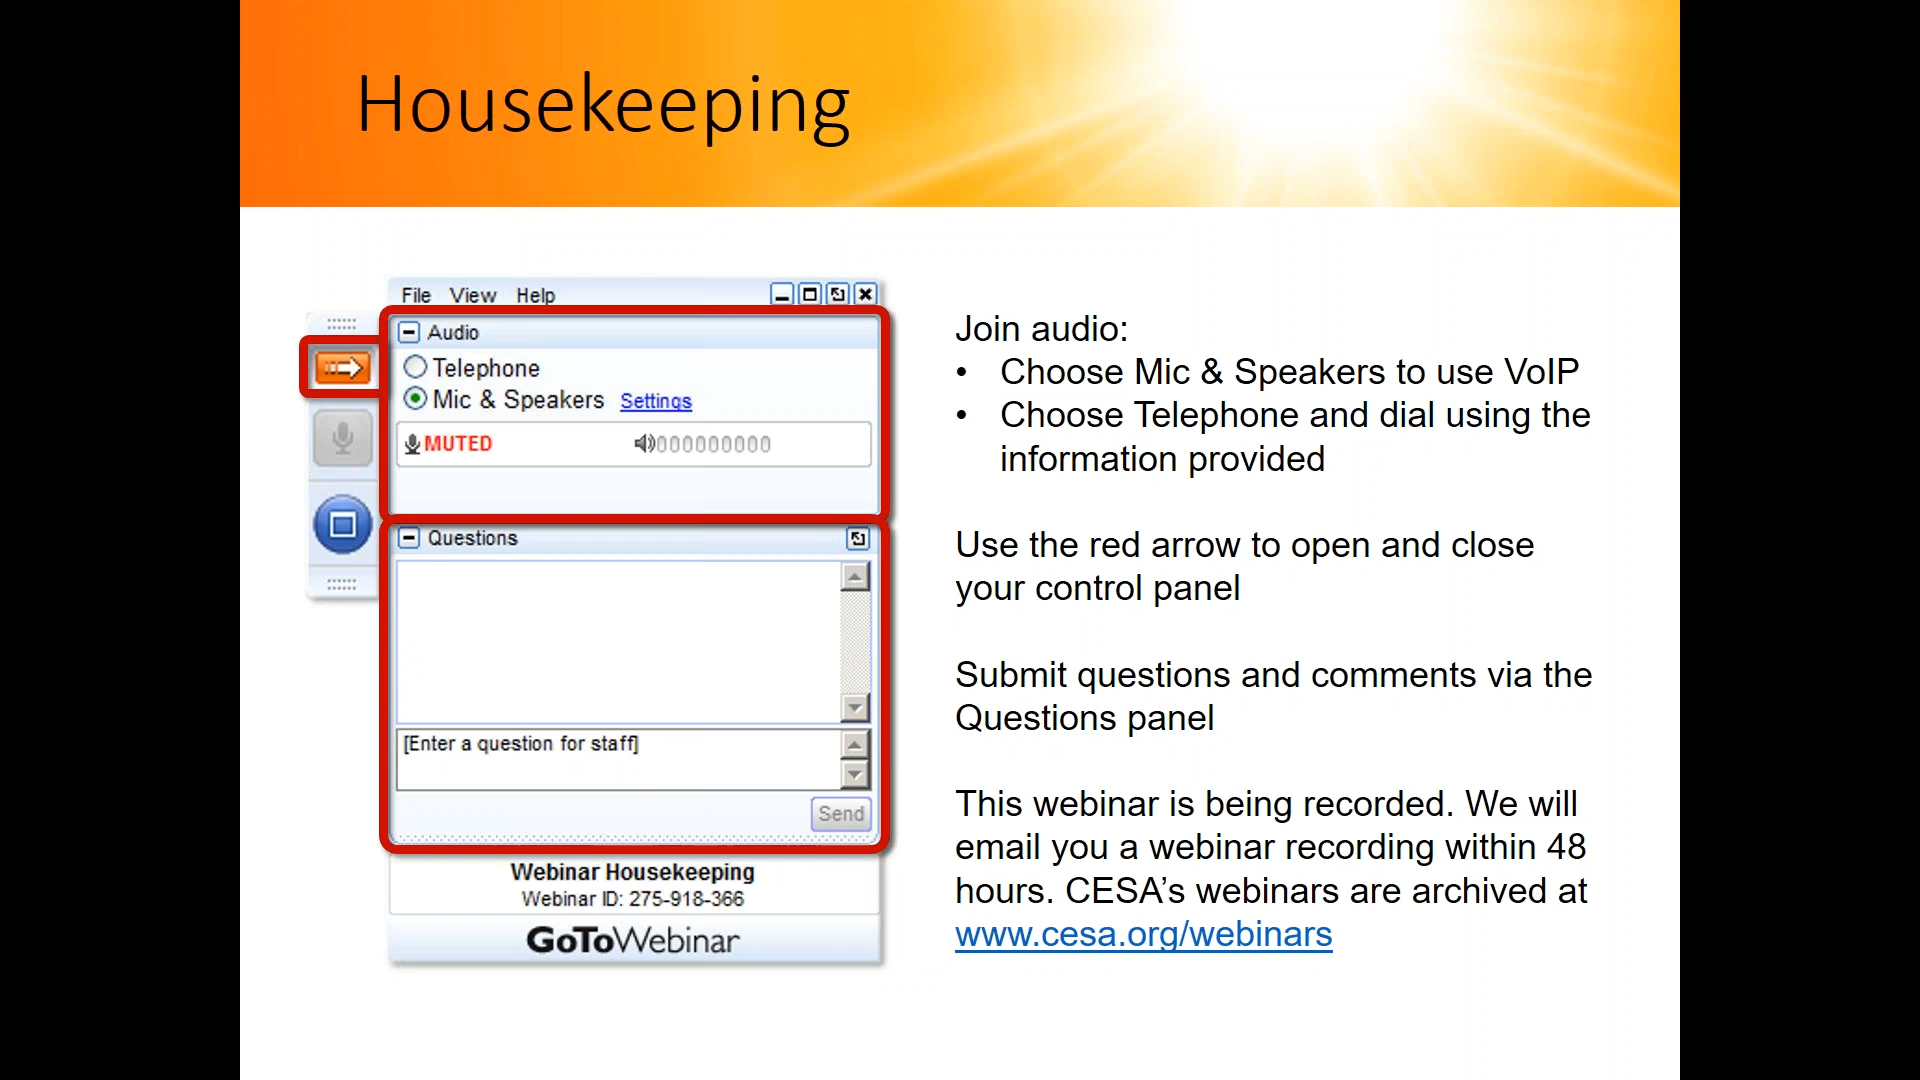 Housekeeping
File View Help
Audio
Telephone
Mic & Speakers Settings
MUTED 000000000
Questions
[Enter a question for staff]
Send
Webinar Housekeeping
Webinar ID: 275-918-366
GoToWebinar
Join audio:
• Choose Mic & Speakers to use VoIP
• Choose Telephone and dial using the
information provided
Use the red arrow to open and close
your control panel
Submit questions and comments via the
Questions panel
This webinar is being recorded. We will
email you a webinar recording within 48
hours. CESA’s webinars are archived at
www.cesa.org/webinars